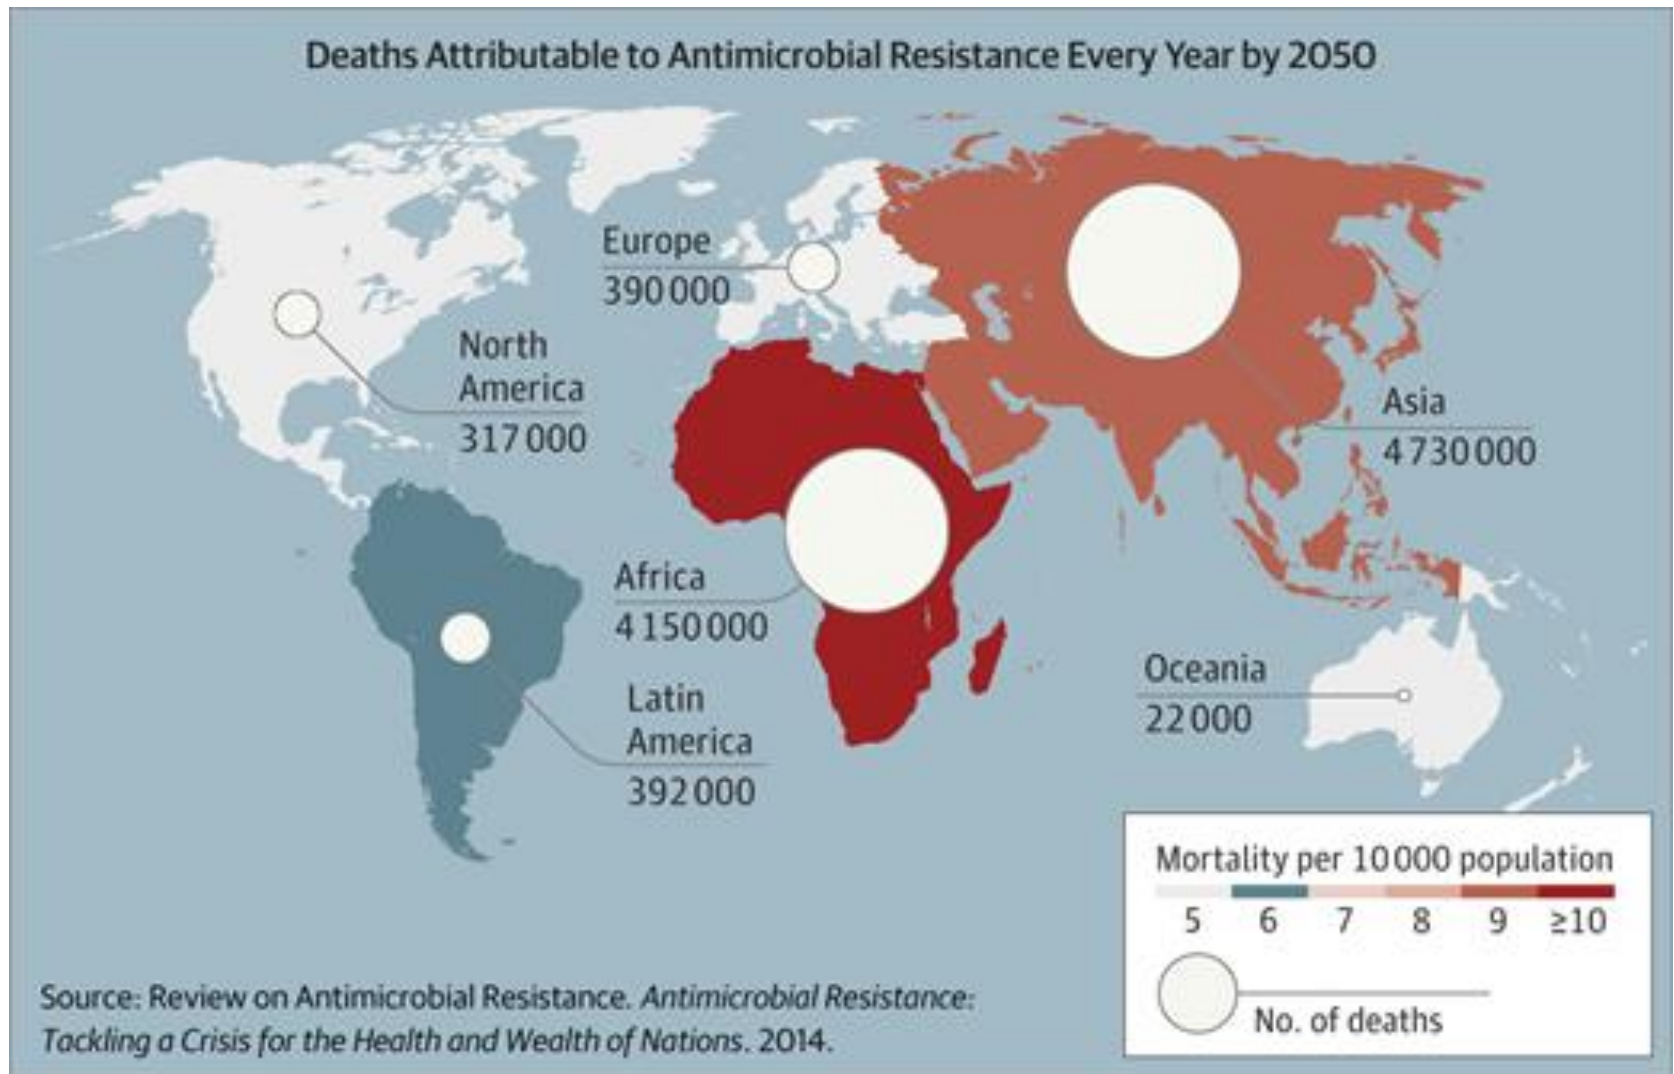 Deaths Attributable to Antimicrobial Resistance Every Year by 2050
Europe
390 000
North
America
317 000
Asia
4 730 000
Africa
4 150 000
Latin
America
392 000
Oceania
22 000
Mortality per 10 000 population
5 6 7 8 9 ≥10
No. of deaths
Source: Review on Antimicrobial Resistance. Antimicrobial Resistance:
Tackling a Crisis for the Health and Wealth of Nations. 2014.